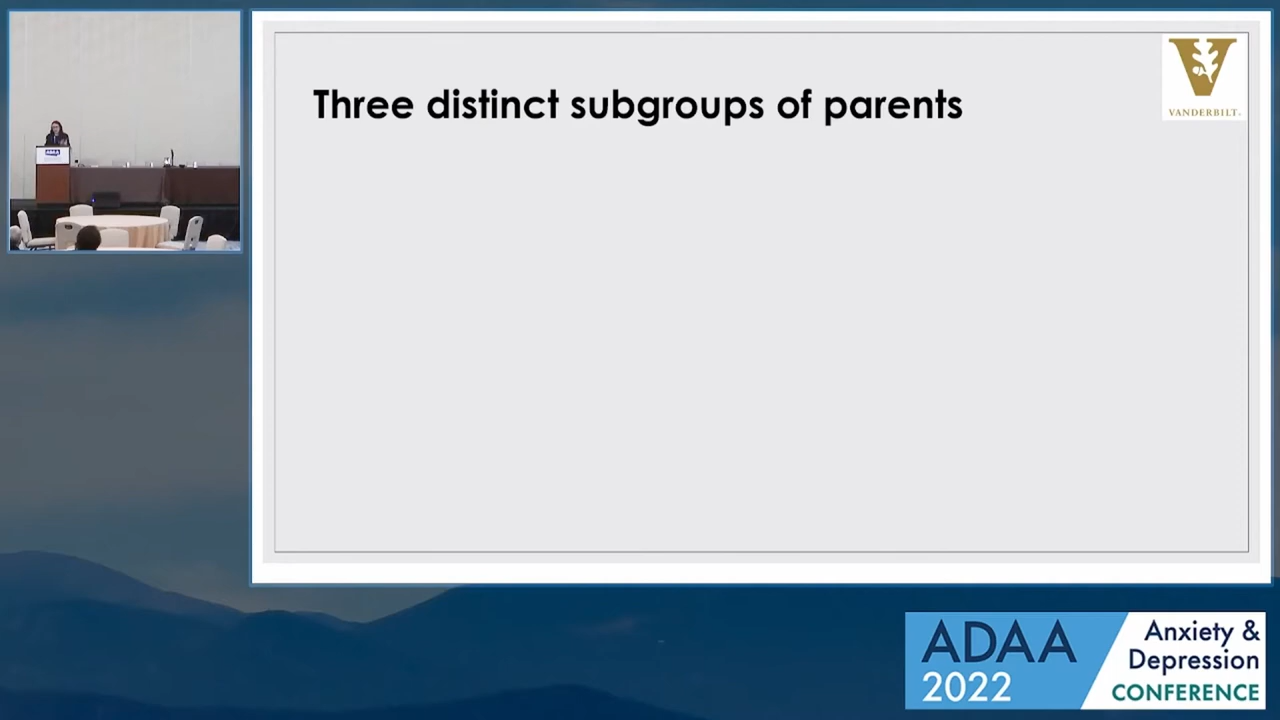 Three distinct subgroups of parents
V
VANDERBILT
ADAA
2022
Anxiety &
Depression
CONFERENCE